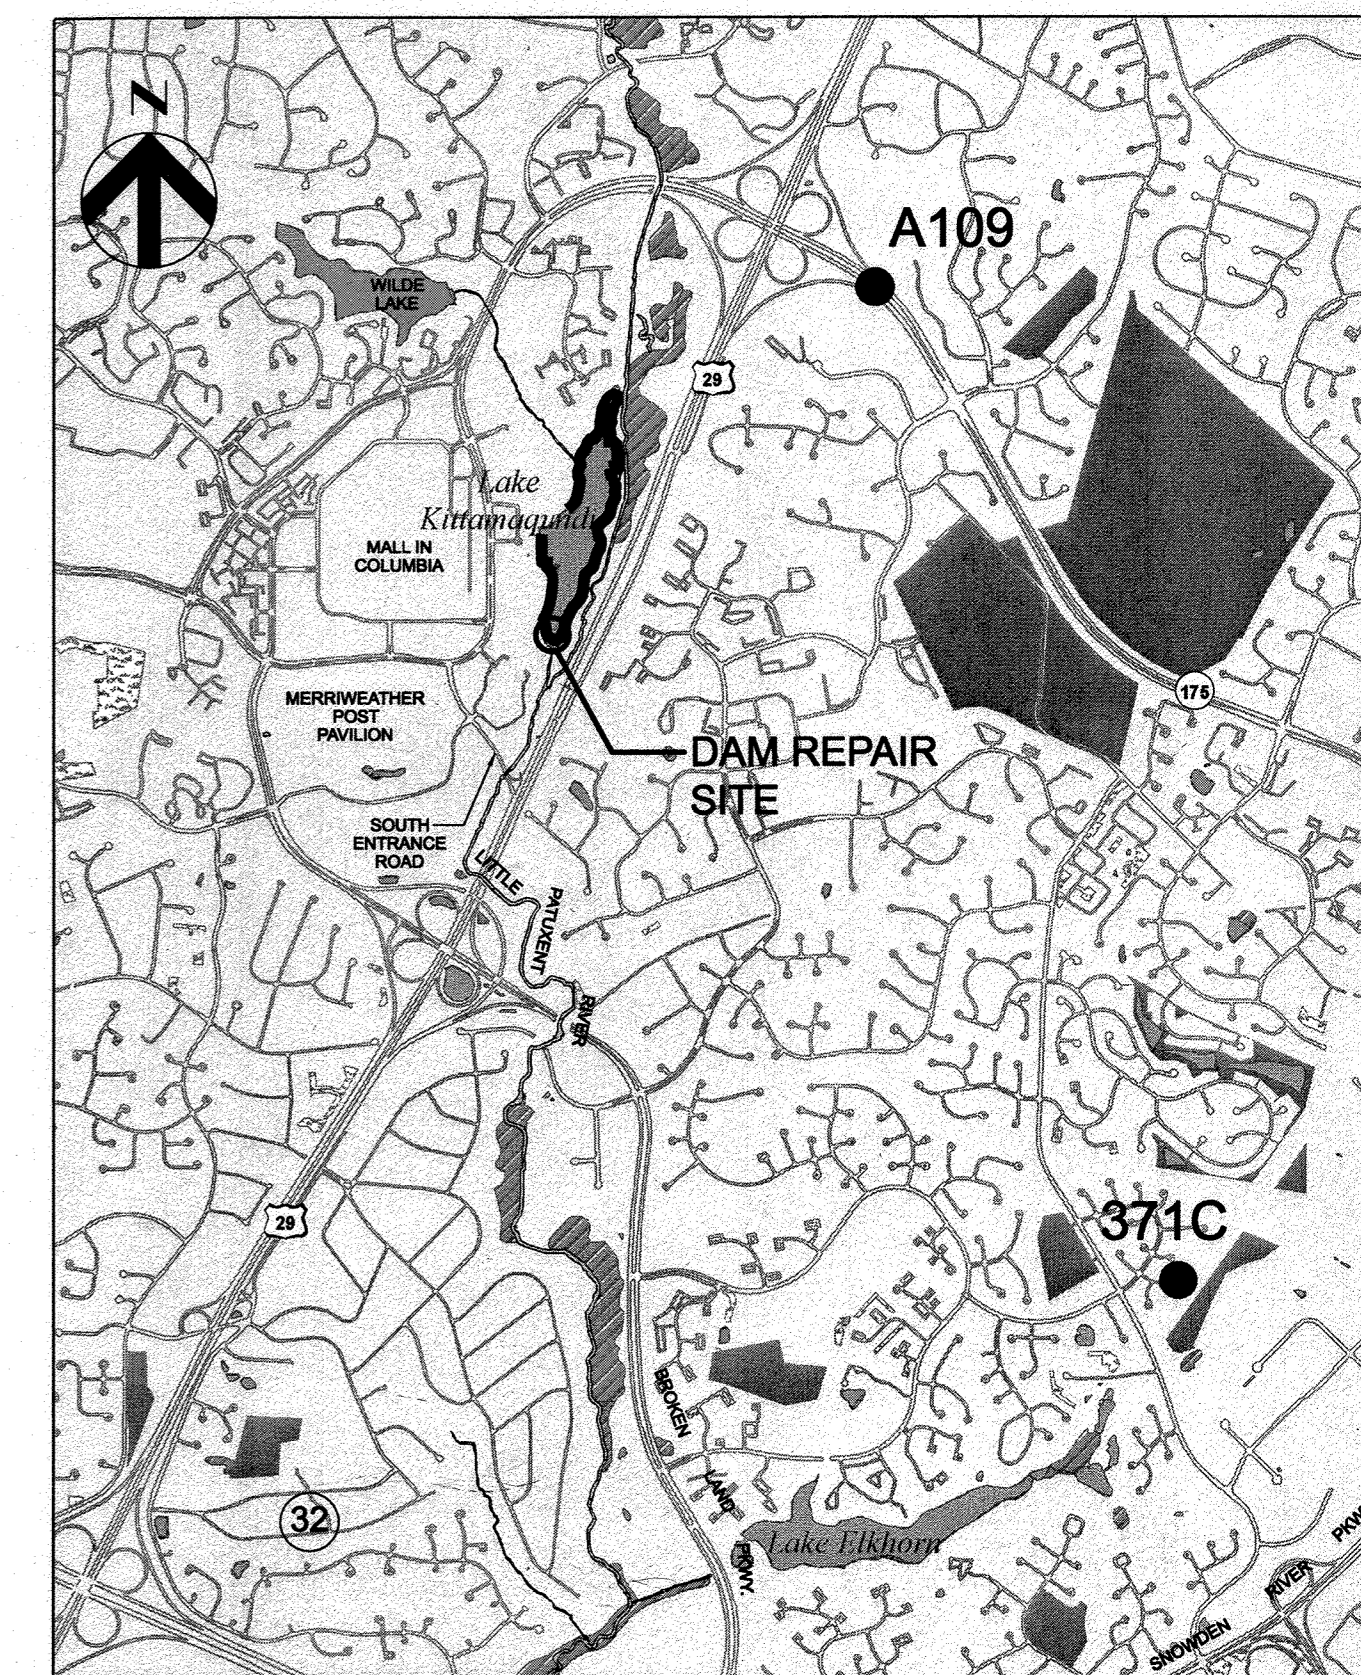 N
A109
WILDE
LAKE
29
Lake
Kittamaqundi
MALL IN
COLUMBIA
175
MERRIWEATHER
POST
PAVILION
DAM REPAIR
SITE
SOUTH
ENTRANCE
ROAD
LITTLE
PATUXENT
RIVER
371C
29
BROKEN
LAND
PKWY.
32
Lake Elkhorn
SNOWDEN
RIVER
PKWY